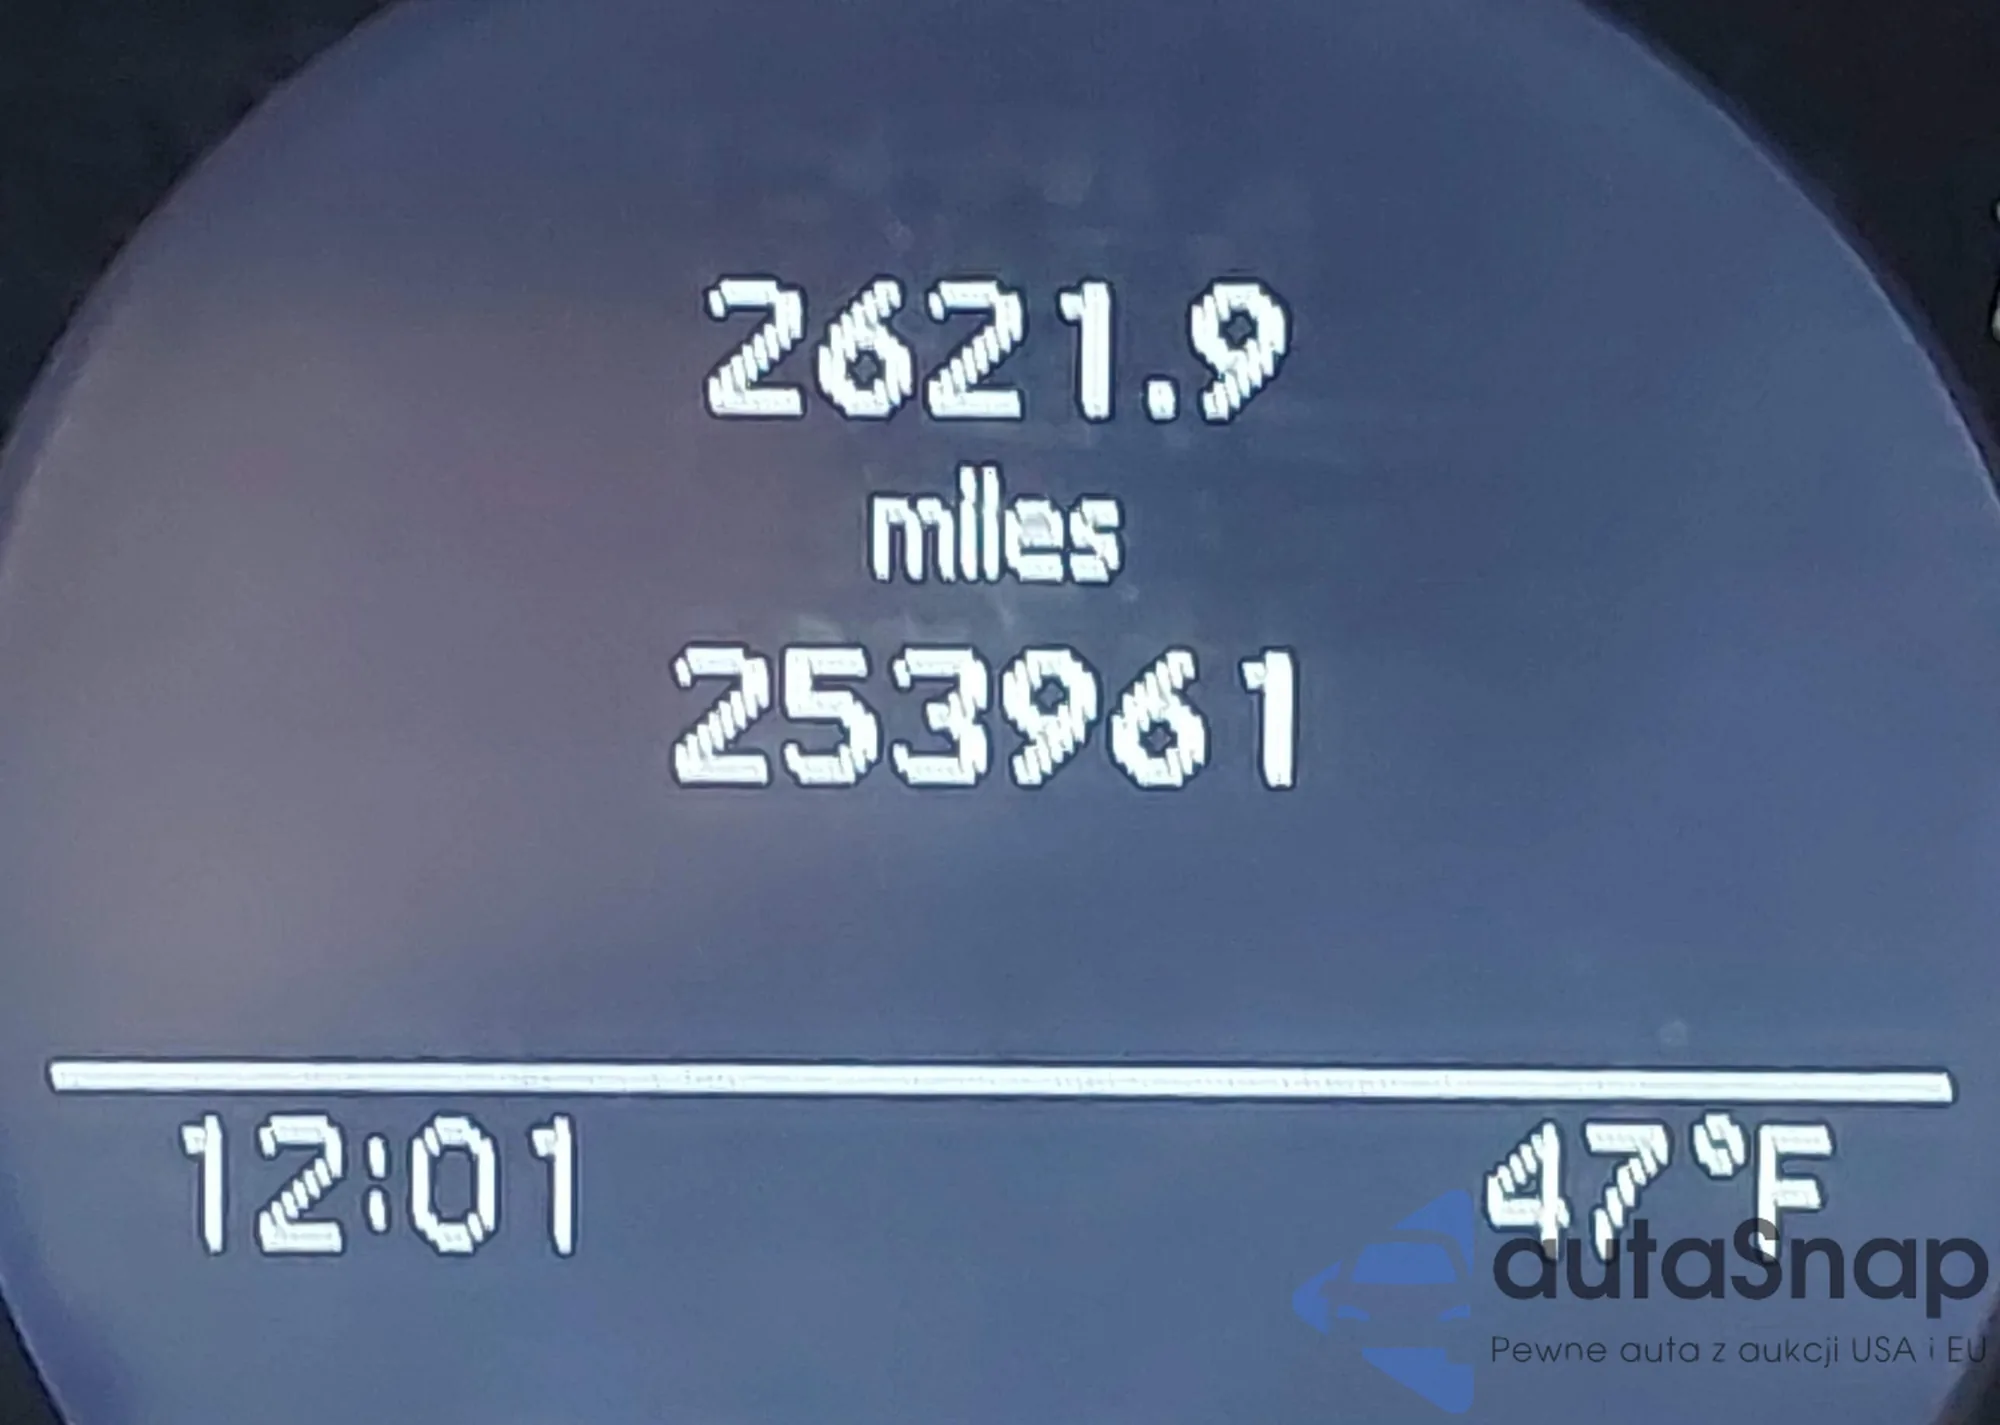 2621.9
miles
253961
12:01 47°F
autaSnap
Pewne auta z aukcji USA i EU